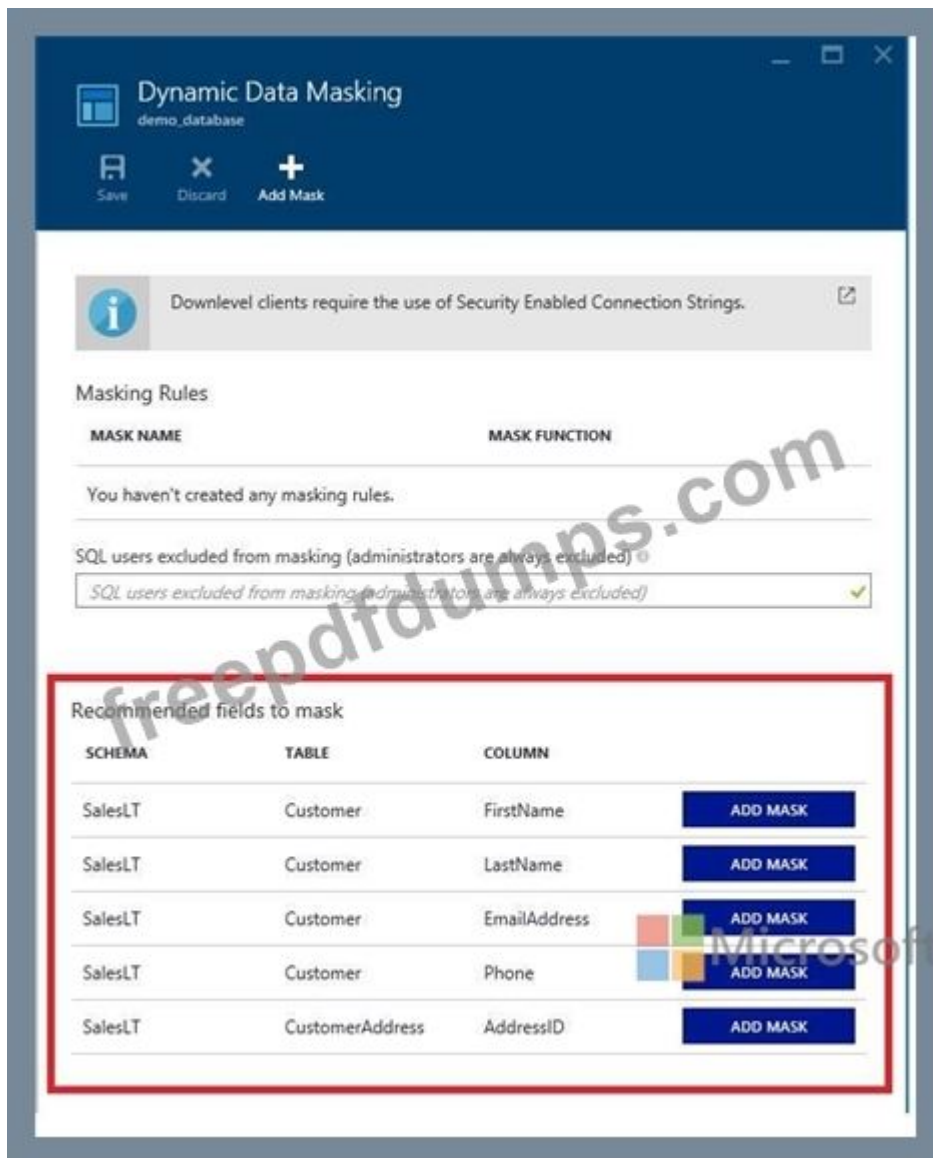 Dynamic Data Masking
demo_database
Save Discard Add Mask
Downlevel clients require the use of Security Enabled Connection Strings.
Masking Rules
MASK NAME MASK FUNCTION
You haven't created any masking rules.
SQL users excluded from masking (administrators are always excluded)
SQL users excluded from masking (administrators are always excluded)
freepdfdumps.com
Recommended fields to mask
SCHEMA TABLE COLUMN
SalesLT Customer FirstName ADD MASK
SalesLT Customer LastName ADD MASK
SalesLT Customer EmailAddress ADD MASK
Microsoft
SalesLT Customer Phone ADD MASK
SalesLT CustomerAddress AddressID ADD MASK